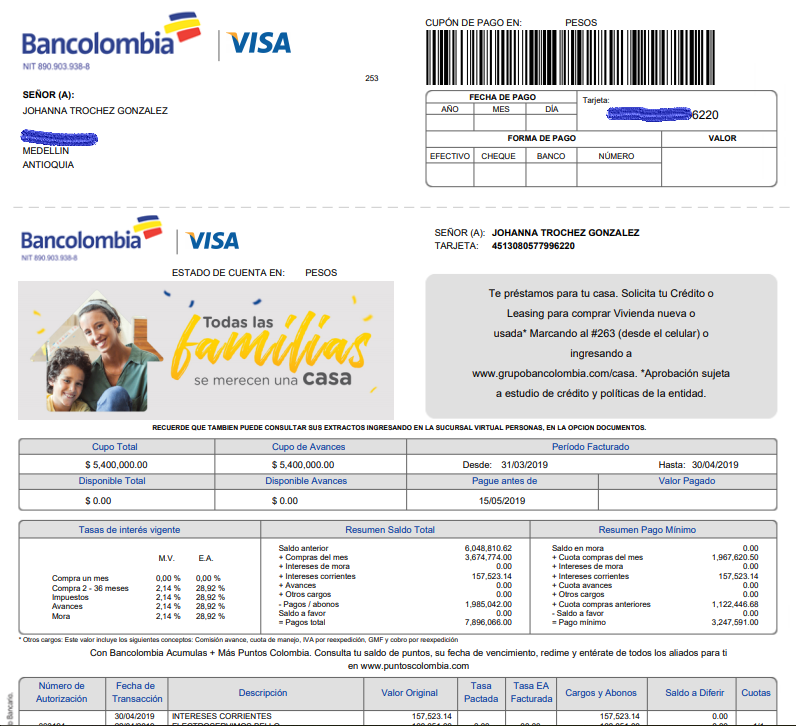 Bancolombia VISA
NIT 890.903.938-8
CUPÓN DE PAGO EN: PESOS
253
SEÑOR (A):
JOHANNA TROCHEZ GONZALEZ
MEDELLIN
ANTIOQUIA
FECHA DE PAGO
AÑO MES DÍA
Tarjeta:
6220
FORMA DE PAGO VALOR
EFECTIVO CHEQUE BANCO NÚMERO
Bancolombia VISA
NIT 890.903.938-8
SEÑOR (A): JOHANNA TROCHEZ GONZALEZ
TARJETA: 4513080577996220
ESTADO DE CUENTA EN: PESOS
Todas las
familias
se merecen una casa
Te préstamos para tu casa. Solicita tu Crédito o
Leasing para comprar Vivienda nueva o
usada* Marcando al #263 (desde el celular) o
ingresando a
www.grupobancolombia.com/casa. *Aprobación sujeta
a estudio de crédito y políticas de la entidad.
RECUERDE QUE TAMBIEN PUEDE CONSULTAR SUS EXTRACTOS INGRESANDO EN LA SUCURSAL VIRTUAL PERSONAS, EN LA OPCION DOCUMENTOS.
Cupo Total Cupo de Avances Período Facturado
$ 5,400,000.00 $ 5,400,000.00 Desde: 31/03/2019 Hasta: 30/04/2019
Disponible Total Disponible Avances Pague antes de Valor Pagado
$ 0.00 $ 0.00 15/05/2019
Tasas de interés vigente
M.V. E.A.
Compra un mes 0,00 % 0,00 %
Compra 2 - 36 meses 2,14 % 28,92 %
Impuestos 2,14 % 28,92 %
Avances 2,14 % 28,92 %
Mora 2,14 % 28,92 %
Resumen Saldo Total
Saldo anterior 6,048,810.62
+ Compras del mes 3,674,774.00
+ Intereses de mora 0.00
+ Intereses corrientes 157,523.14
+ Avances 0.00
+ Otros cargos 0.00
- Pagos / abonos 1,985,042.00
Saldo a favor 0.00
= Pagos total 7,896,066.00
Resumen Pago Mínimo
Saldo en mora 0.00
+ Cuota compras del mes 1,967,620.50
+ Intereses de mora 0.00
+ Intereses corrientes 157,523.14
+ Cuota avances 0.00
+ Otros cargos 0.00
+ Cuota compras anteriores 1,122,446.68
- Saldo a favor 0.00
= Pago mínimo 3,247,591.00
* Otros cargos: Este valor incluye los siguientes conceptos: Comisión avance, cuota de manejo, IVA por reexpedición, GMF y cobro por reexpedición
Con Bancolombia Acumulas + Más Puntos Colombia. Consulta tu saldo de puntos, su fecha de vencimiento, redime y entérate de todos los aliados para ti
en www.puntoscolombia.com
Número de Autorización Fecha de Transacción Descripción Valor Original Tasa Pactada Tasa EA Facturada Cargos y Abonos Saldo a Diferir Cuotas
30/04/2019 INTERESES CORRIENTES 157,523.14 157,523.14 0.00